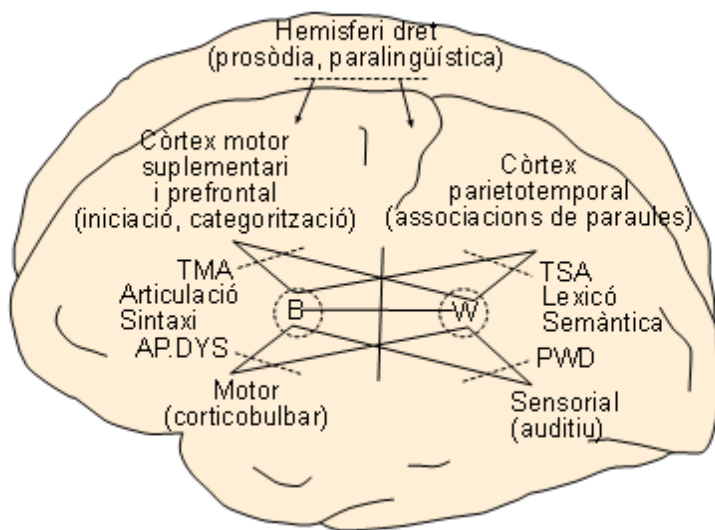 Hemisferi dret
(prosòdia, paralingüística)
Còrtex motor
suplementari
i prefrontal
(iniciació, categorització)
Còrtex
parietotemporal
(associacions de paraules)
TMA
Articulació
Sintaxi
AP.DYS
B
W
TSA
Lexicó
Semàntica
PWD
Motor
(corticobulbar)
Sensorial
(auditiu)